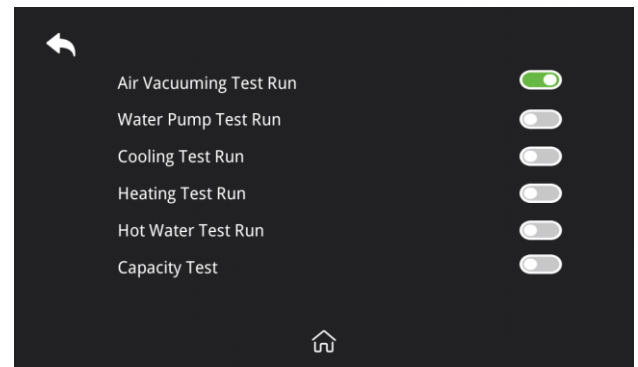 Air Vacuuming Test Run
Water Pump Test Run
Cooling Test Run
Heating Test Run
Hot Water Test Run
Capacity Test